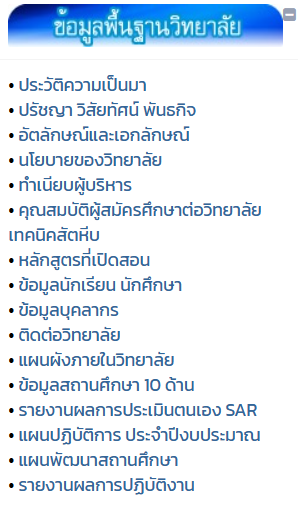 ข้อมูลพื้นฐานวิทยาลัย
• ประวัติความเป็นมา
• ปรัชญา วิสัยทัศน์ พันธกิจ
• อัตลักษณ์และเอกลักษณ์
• นโยบายของวิทยาลัย
• ทำเนียบผู้บริหาร
• คุณสมบัติผู้สมัครศึกษาต่อวิทยาลัย
เทคนิคสัตหีบ
• หลักสูตรที่เปิดสอน
• ข้อมูลนักเรียน นักศึกษา
• ข้อมูลบุคลากร
• ติดต่อวิทยาลัย
• แผนผังภายในวิทยาลัย
• ข้อมูลสถานศึกษา 10 ด้าน
• รายงานผลการประเมินตนเอง SAR
• แผนปฏิบัติการ ประจำปีงบประมาณ
• แผนพัฒนาสถานศึกษา
• รายงานผลการปฏิบัติงาน